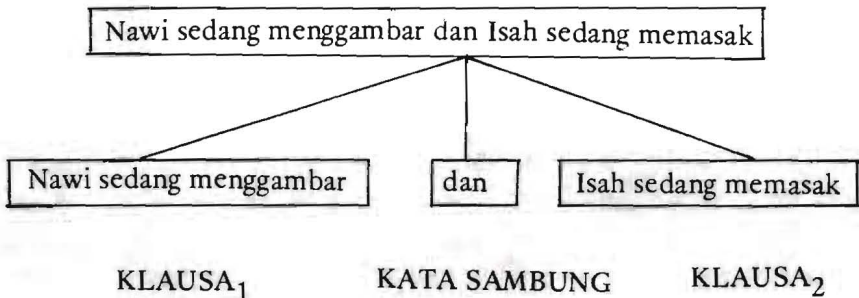 Nawi sedang menggambar dan Isah sedang memasak
Nawi sedang menggambar dan Isah sedang memasak
KLAUSA₁ KATA SAMBUNG KLAUSA₂